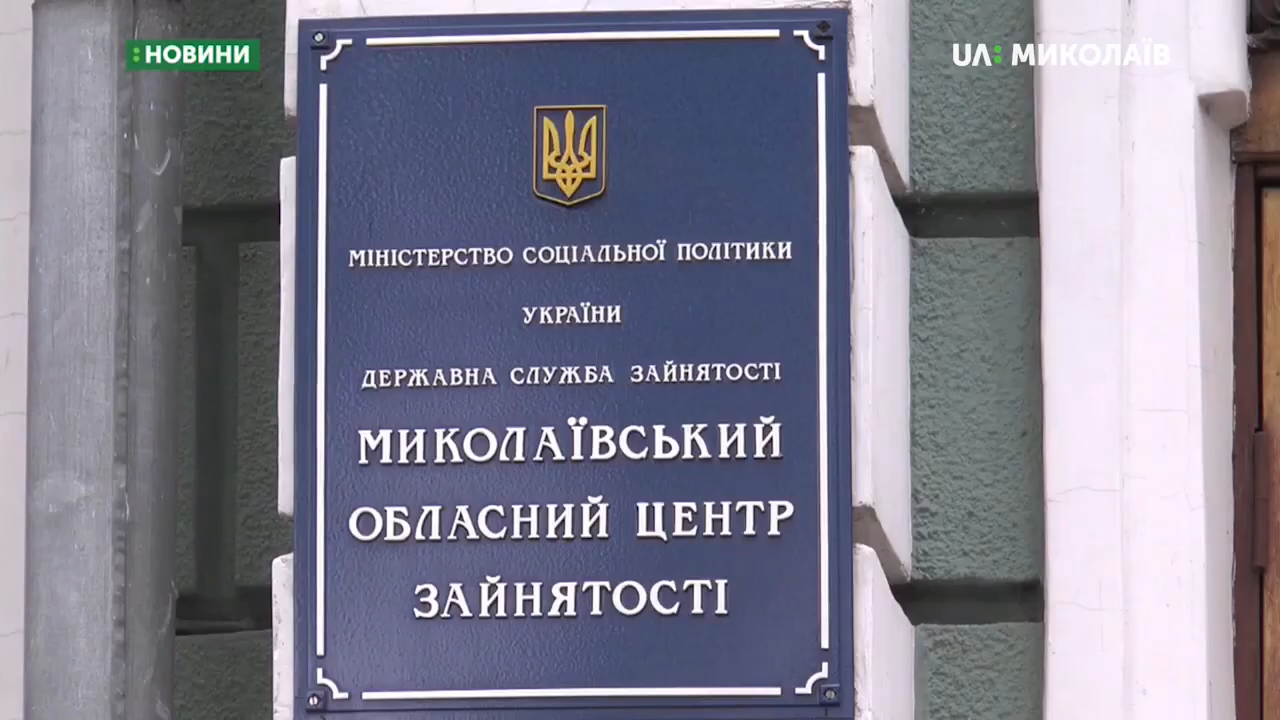 :НОВИНИ
UA: МИКОЛАЇВ
МІНІСТЕРСТВО СОЦІАЛЬНОЇ ПОЛІТИКИ
УКРАЇНИ
ДЕРЖАВНА СЛУЖБА ЗАЙНЯТОСТІ
МИКОЛАЇВСЬКИЙ
ОБЛАСНИЙ ЦЕНТР
ЗАЙНЯТОСТІ